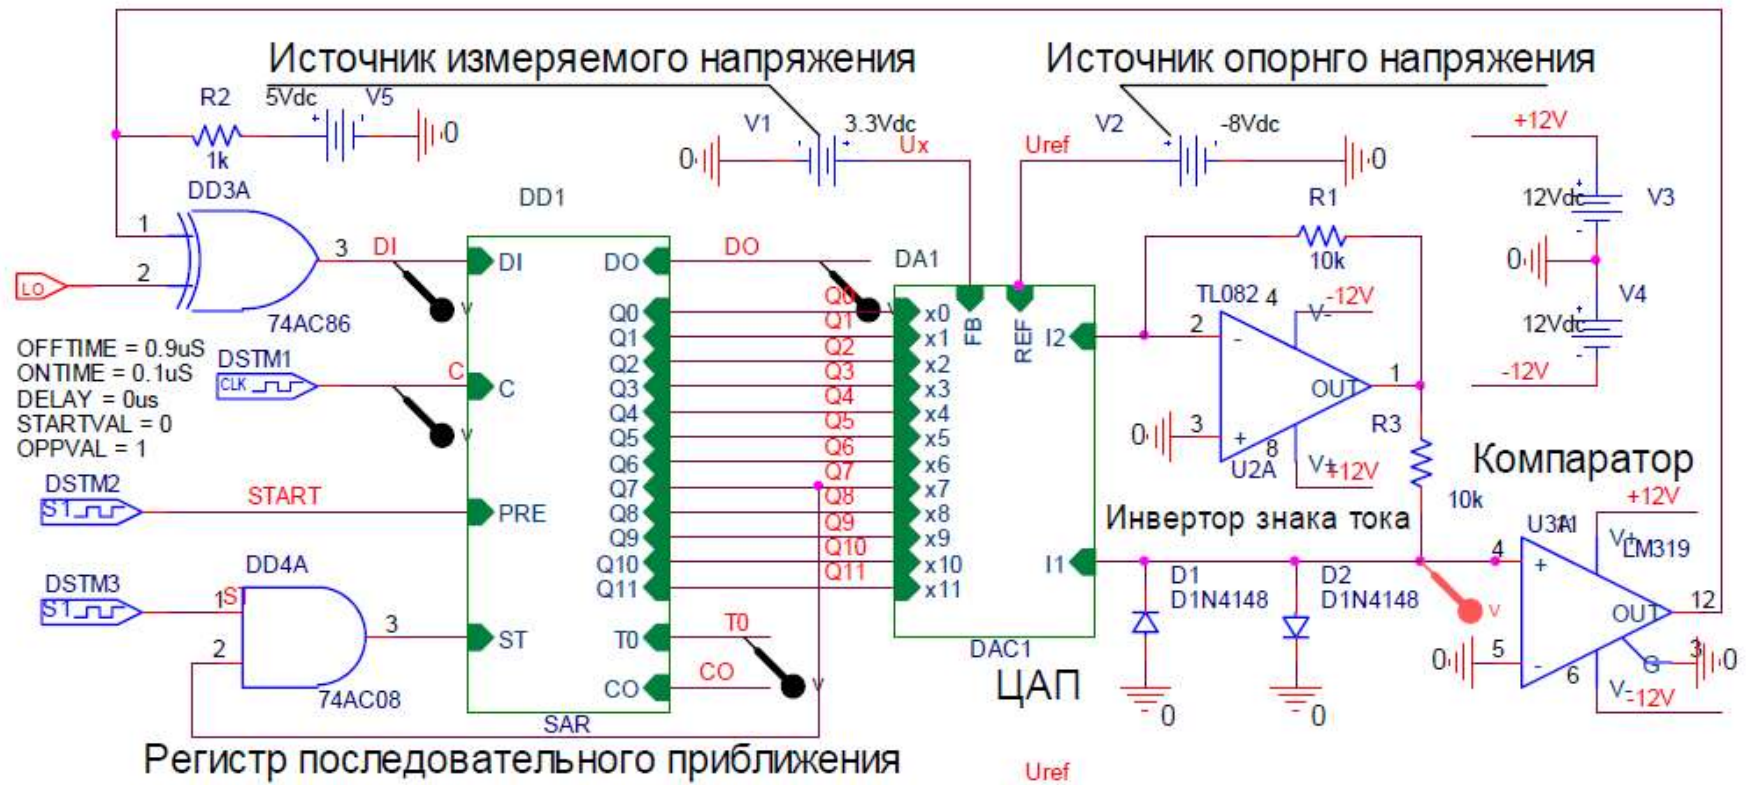 Источник измеряемого напряжения
Источник опорнго напряжения
R2
5Vdc
V5
0
1k
V1
3.3Vdc
Ux
0
V2
-8Vdc
Uref
0
+12V
12Vdc
V3
0
V4
12Vdc
-12V
DD3A
1
2
3
DI
LO
74AC86
DD1
DI
DO
DO
DA1
C
C
PRE
ST
Q0
Q1
Q2
Q3
Q4
Q5
Q6
Q7
Q8
Q9
Q10
Q11
T0
CO
T0
CO
SAR
Q0
Q1
Q2
Q3
Q4
Q5
Q6
Q7
Q8
Q9
Q10
Q11
x0
x1
x2
x3
x4
x5
x6
x7
x8
x9
x10
x11
FB
REF
I2
I1
DAC1
ЦАП
OFFTIME = 0.9uS
ONTIME = 0.1uS
DELAY = 0us
STARTVAL = 0
OPPVAL = 1
DSTM1
CLK
DSTM2
S1
START
DSTM3
S1
DD4A
1
2
3
74AC08
R1
10k
TL082
4
-12V
V-
2
-
OUT
1
3
+
8
V+
+12V
0
U2A
R3
10k
Инвертор знака тока
Компаратор
+12V
V+
LM319
4
+
OUT
12
5
-
6
G
3
0
0
V-
-12V
D1
D1N4148
0
D2
D1N4148
0
Регистр последовательного приближения
Uref